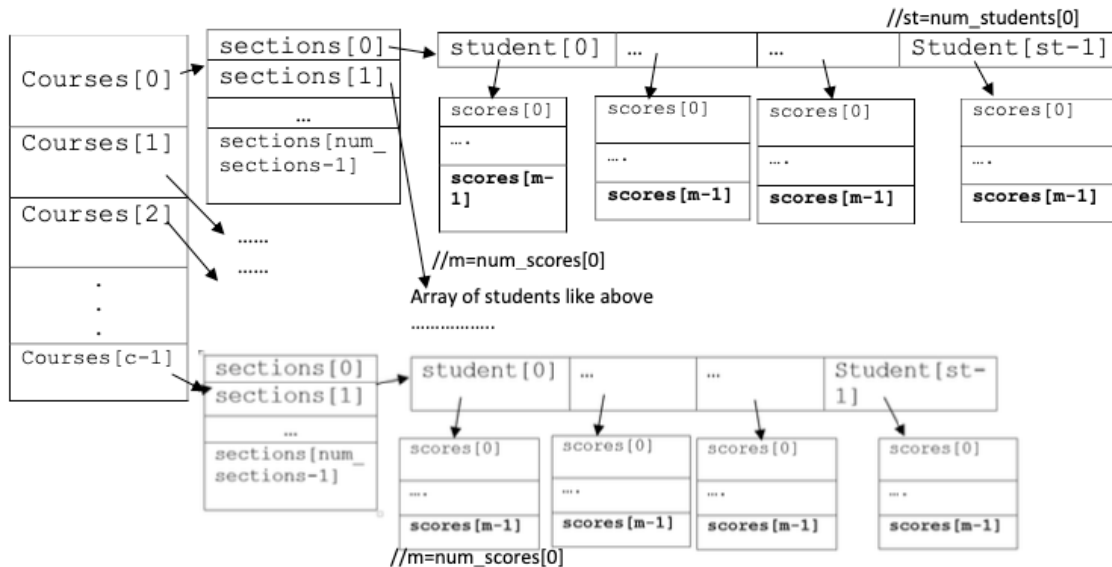 //st=num_students[0]
Courses[0]
Courses[1]
Courses[2]
.
.
.
Courses[c-1]
sections[0]
sections[1]
…
sections[num_
sections-1]
student[0]
…
…
Student[st-1]
scores[0]
….
scores[m-
1]
scores[0]
….
scores[m-1]
scores[0]
….
scores[m-1]
scores[0]
….
scores[m-1]
……
……
//m=num_scores[0]
Array of students like above
……………..
sections[0]
sections[1]
…
sections[num_
sections-1]
student[0]
…
…
Student[st-
1]
scores[0]
….
scores[m-1]
scores[0]
….
scores[m-1]
scores[0]
….
scores[m-1]
scores[0]
….
scores[m-1]
//m=num_scores[0]